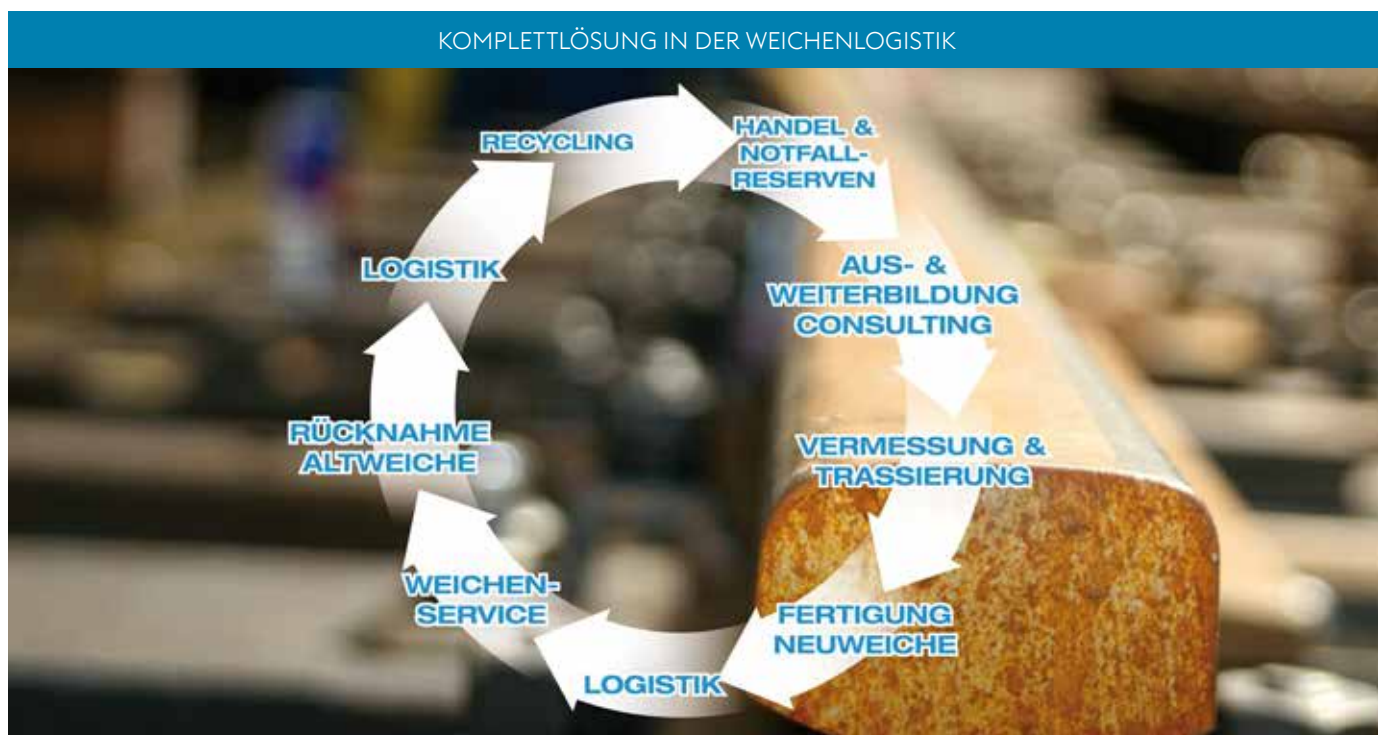 KOMPLETTLÖSUNG IN DER WEICHENLOGISTIK
HANDEL &
NOTFALL-
RESERVEN
AUS- &
WEITERBILDUNG
CONSULTING
VERMESSUNG &
TRASSIERUNG
FERTIGUNG
NEUWEICHE
LOGISTIK
WEICHEN-
SERVICE
RÜCKNAHME
ALTWEICHE
LOGISTIK
RECYCLING